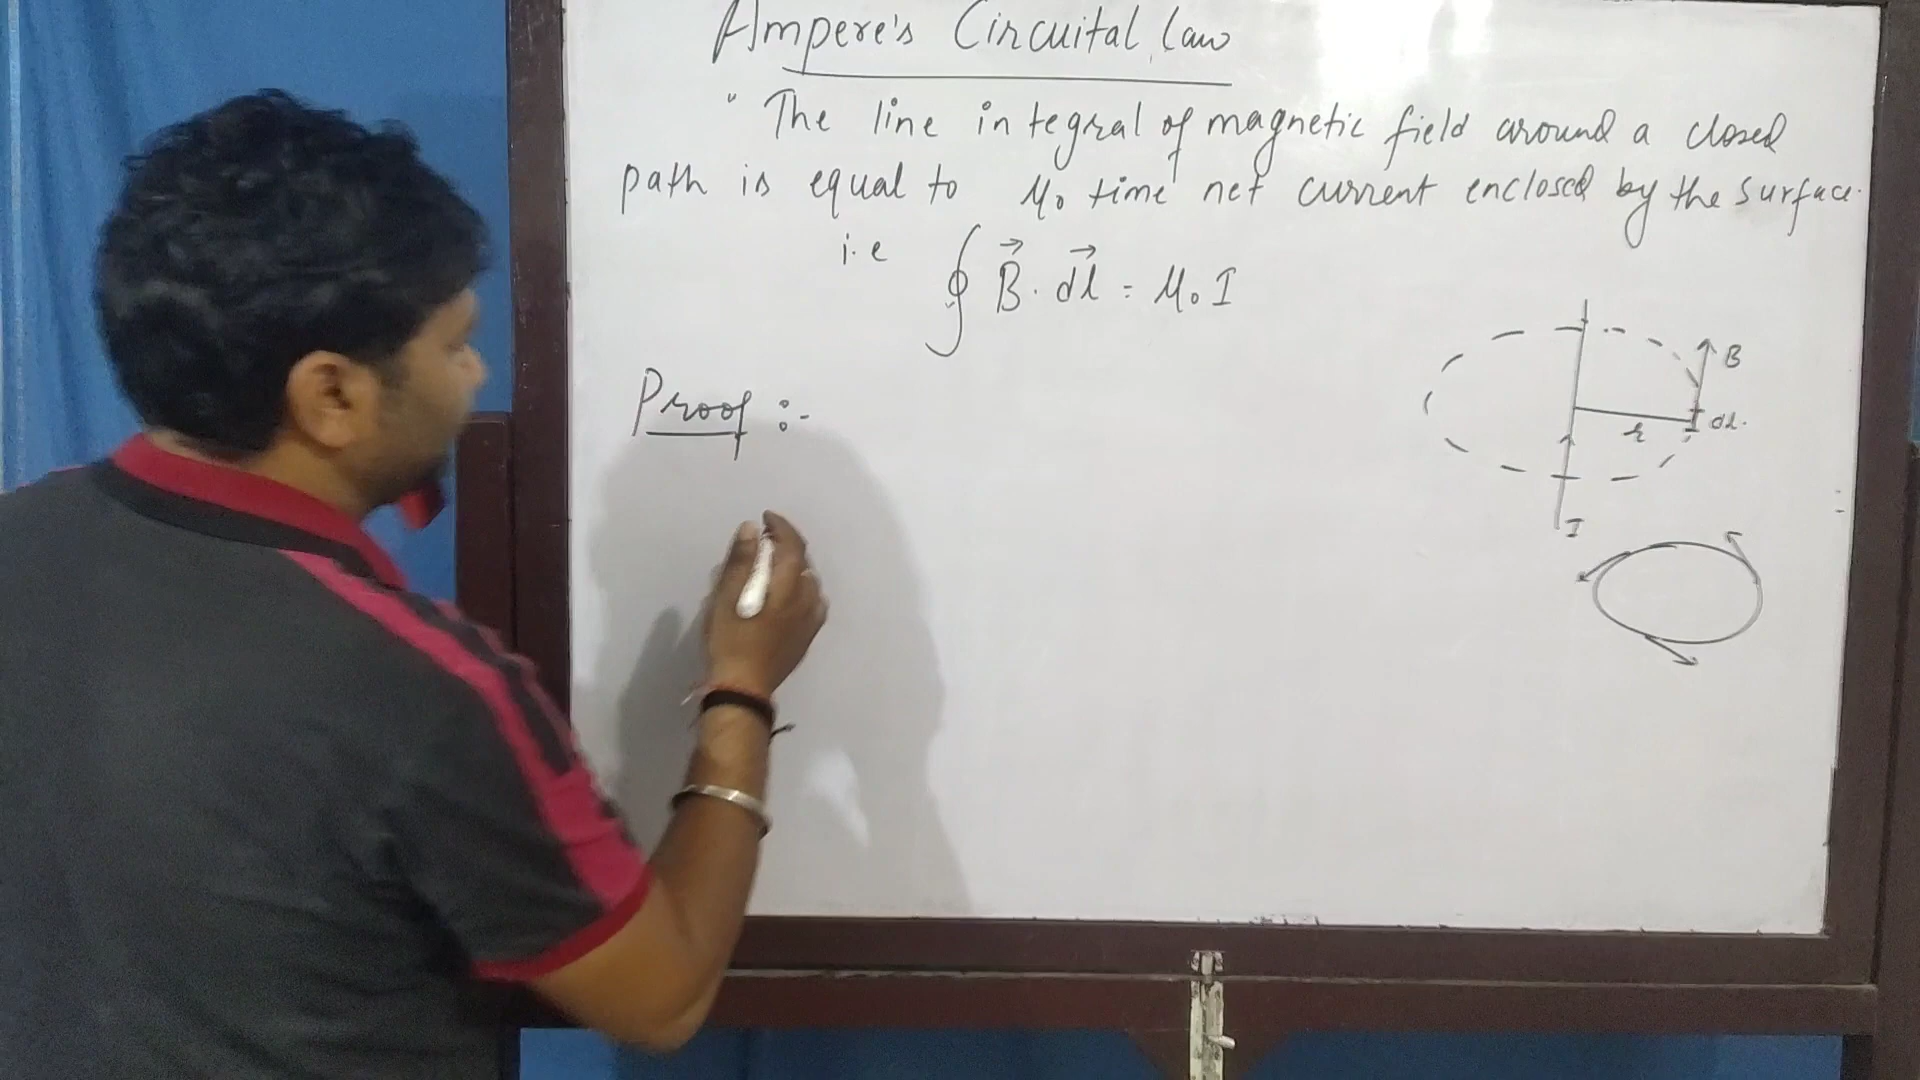 Ampere's Circuital Law
" The line integral of magnetic field around a closed
path is equal to μ₀ time net current enclosed by the surface.
i.e ∮ B⃗ · dl⃗ = μ₀ I
Proof :-
B
dl.
r
I